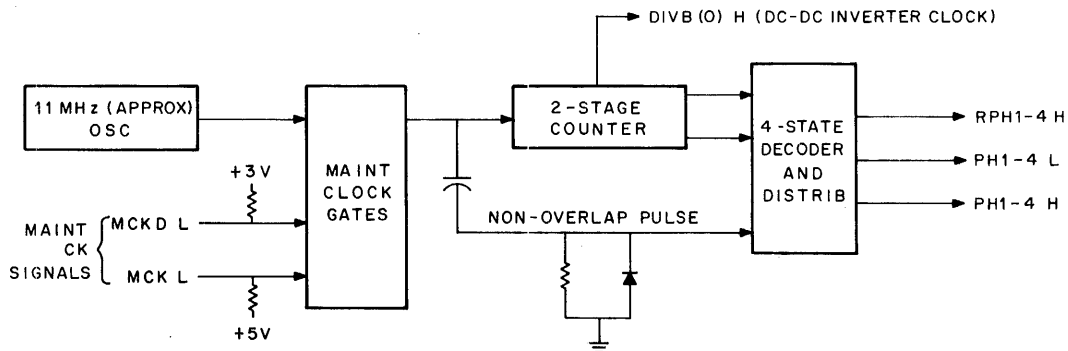 DIVB(0) H (DC-DC INVERTER CLOCK)
11 MHz (APPROX)
OSC
MAINT
CLOCK
GATES
2-STAGE
COUNTER
4-STATE
DECODER
AND
DISTRIB
RPH1-4 H
PH1-4 L
PH1-4 H
+3V
MAINT
CK
SIGNALS
MCKD L
MCK L
+5V
NON-OVERLAP PULSE